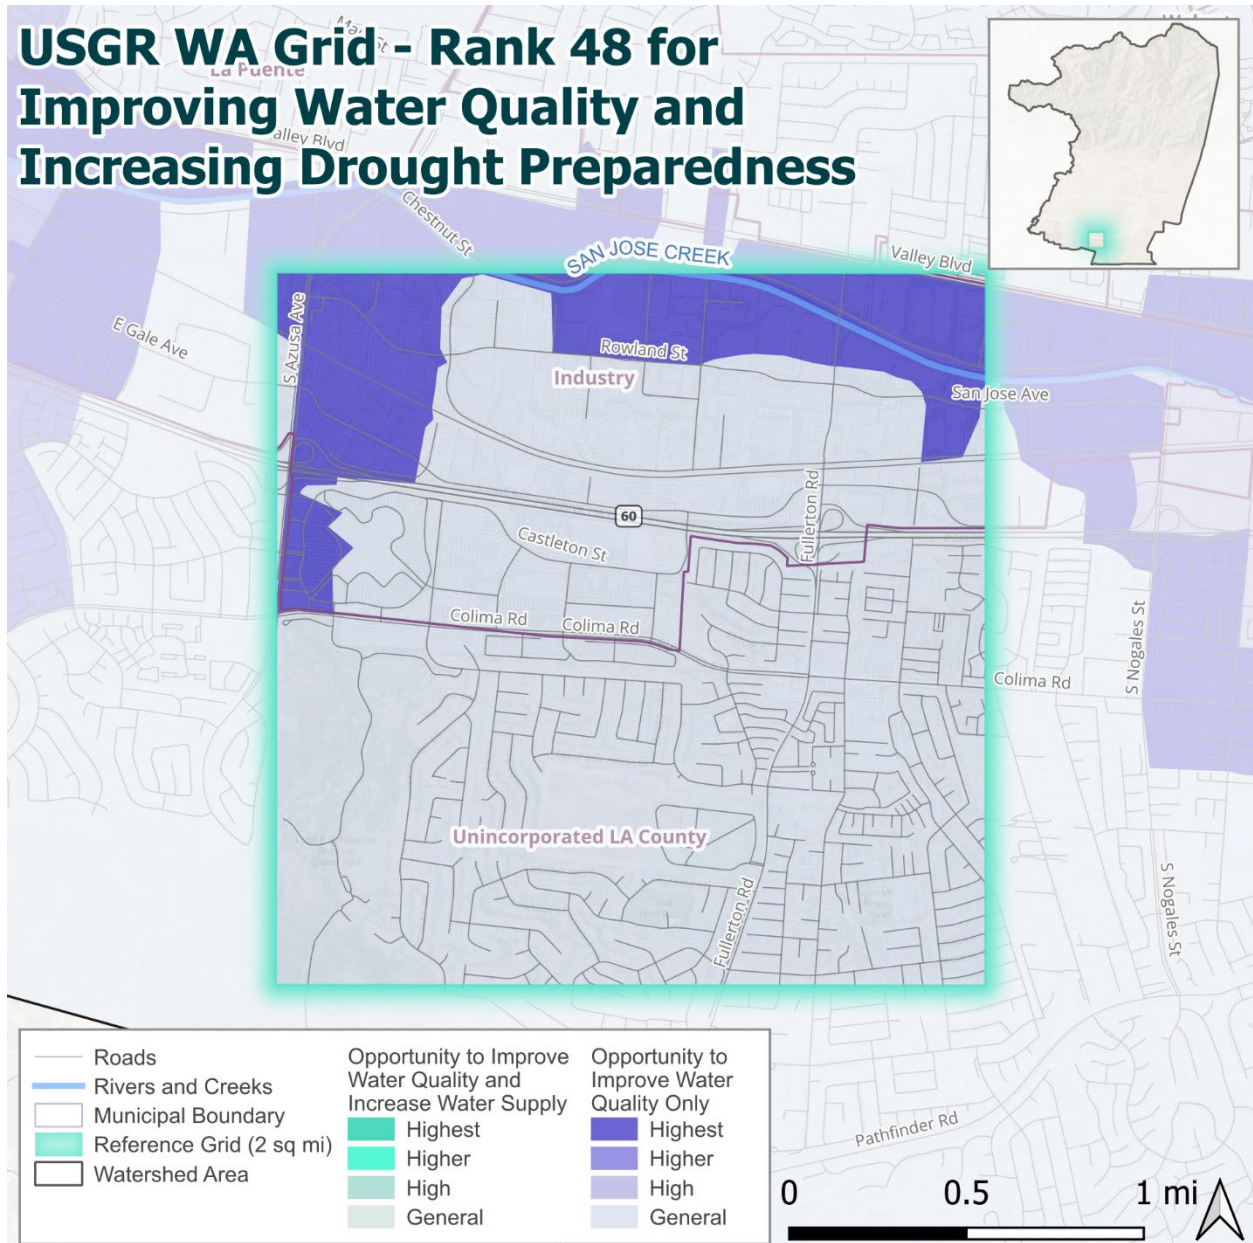 USGR WA Grid - Rank 48 for
Improving Water Quality and
Increasing Drought Preparedness
La Puente
Valley Blvd
Chestnut St
SAN JOSE CREEK
Valley Blvd
E Gale Ave
S Azusa Ave
Rowland St
Industry
San Jose Ave
Fullerton Rd
60
Castleton St
Colima Rd
Colima Rd
S Nogales St
Colima Rd
Unincorporated LA County
Fullerton Rd
S Nogales St
Pathfinder Rd
Roads
Rivers and Creeks
Municipal Boundary
Reference Grid (2 sq mi)
Watershed Area
Opportunity to Improve
Water Quality and
Increase Water Supply
Highest
Higher
High
General
Opportunity to
Improve Water
Quality Only
Highest
Higher
High
General
0 0.5 1 mi